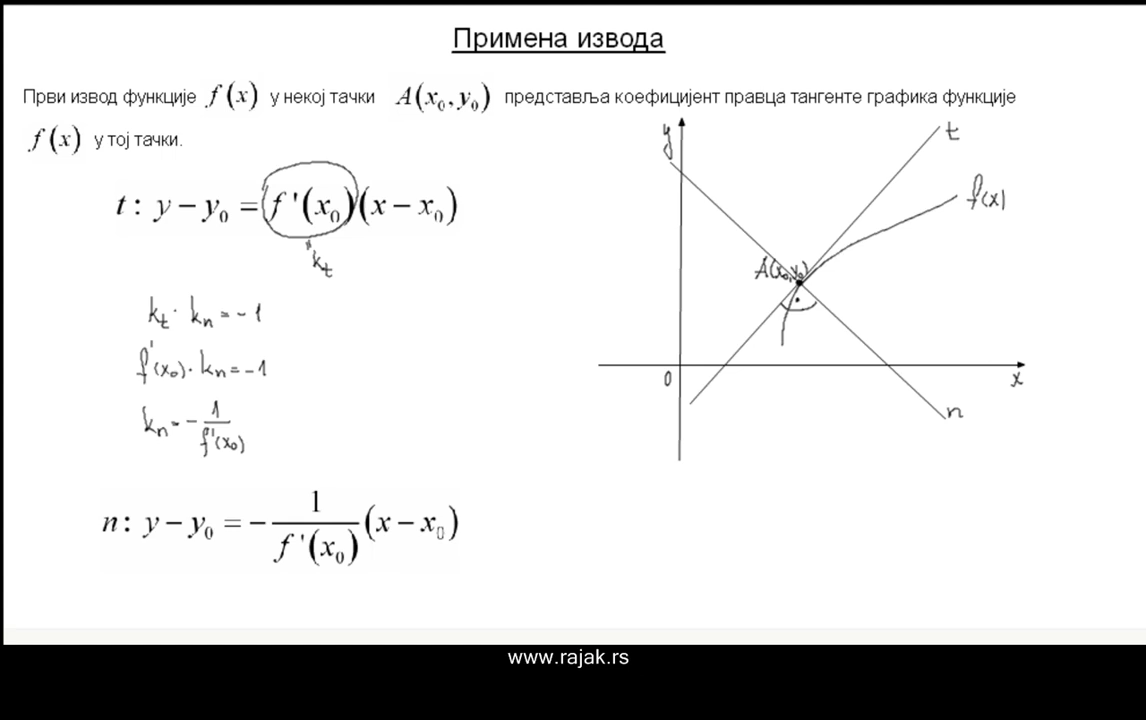 Примена извода
Први извод функције f(x) у некој тачки A(x₀, y₀) представља коефицијент правца тангенте графика функције
f(x) у тој тачки.
t: y − y₀ = f'(x₀)(x − x₀)
kₜ
kₜ · kₙ = −1
f'(x₀) · kₙ = −1
kₙ = − 1/f'(x₀)
n: y − y₀ = − 1/f'(x₀) (x − x₀)
y
t
f(x)
A(x₀,y₀)
0
x
n
www.rajak.rs